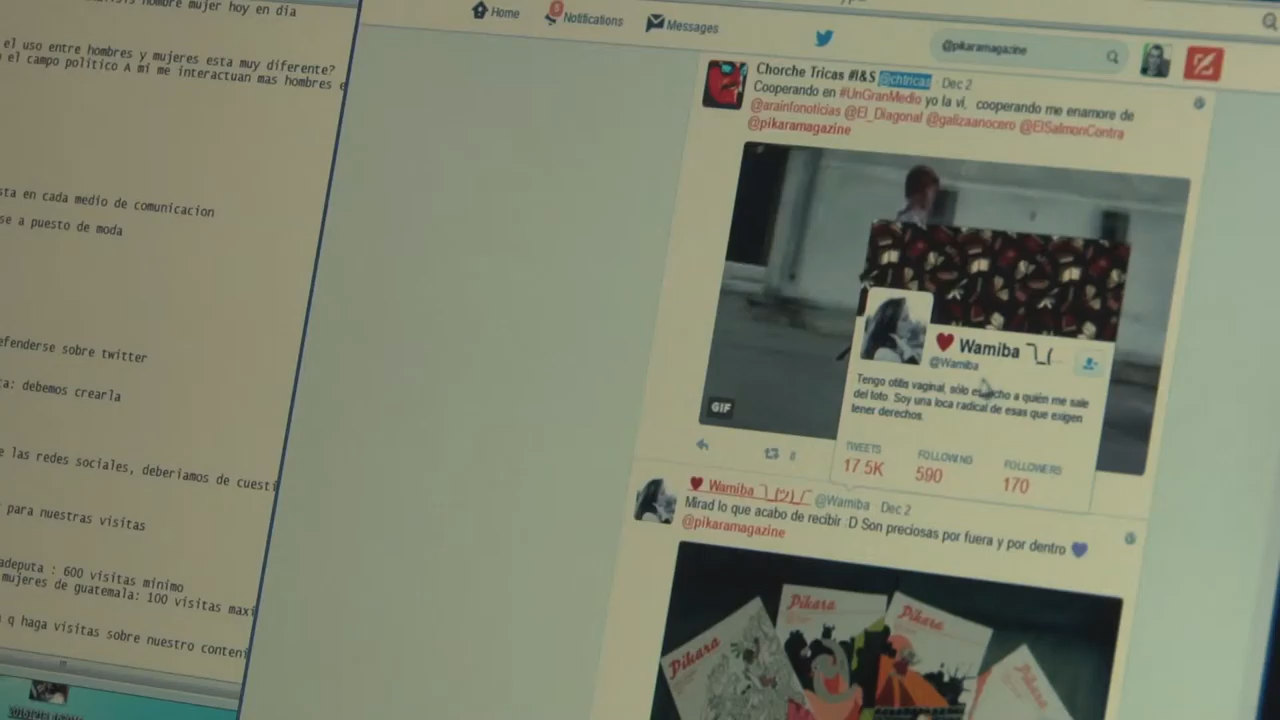 hombre mujer hoy en dia
el uso entre hombres y mujeres esta muy diferente?
el campo politico A mi me interactuan mas hombres e
sta en cada medio de comunicacion
se a puesto de moda
efenderse sobre twitter
ta: debemos crearla
e las redes sociales, deberiamos de cuesti
para nuestras visitas
adeputa : 600 visitas minimo
mujeres de guatemala: 100 visitas maxi
q haga visitas sobre nuestro conteni
Home
Notifications
Messages
@pikaramagazine
Chorche Tricas #I&S @chtricas · Dec 2
Cooperando en #UnGranMedio yo la vi, cooperando me enamore de
@arainfonoticias @El_Diagonal @galizaanocero @ElSalmonContra
@pikaramagazine
GIF
8
Wamiba
@Wamiba
Tengo otitis vaginal, sólo escucho a quién me sale
del toto. Soy una loca radical de esas que exigen
tener derechos.
TWEETS
17.5K
FOLLOWING
590
FOLLOWERS
170
❤ Wamiba ¯\_(ツ)_/¯ @Wamiba · Dec 2
Mirad lo que acabo de recibir :D Son preciosas por fuera y por dentro 💜
@pikaramagazine
Pikara
Pikara
Pikara
Pikara